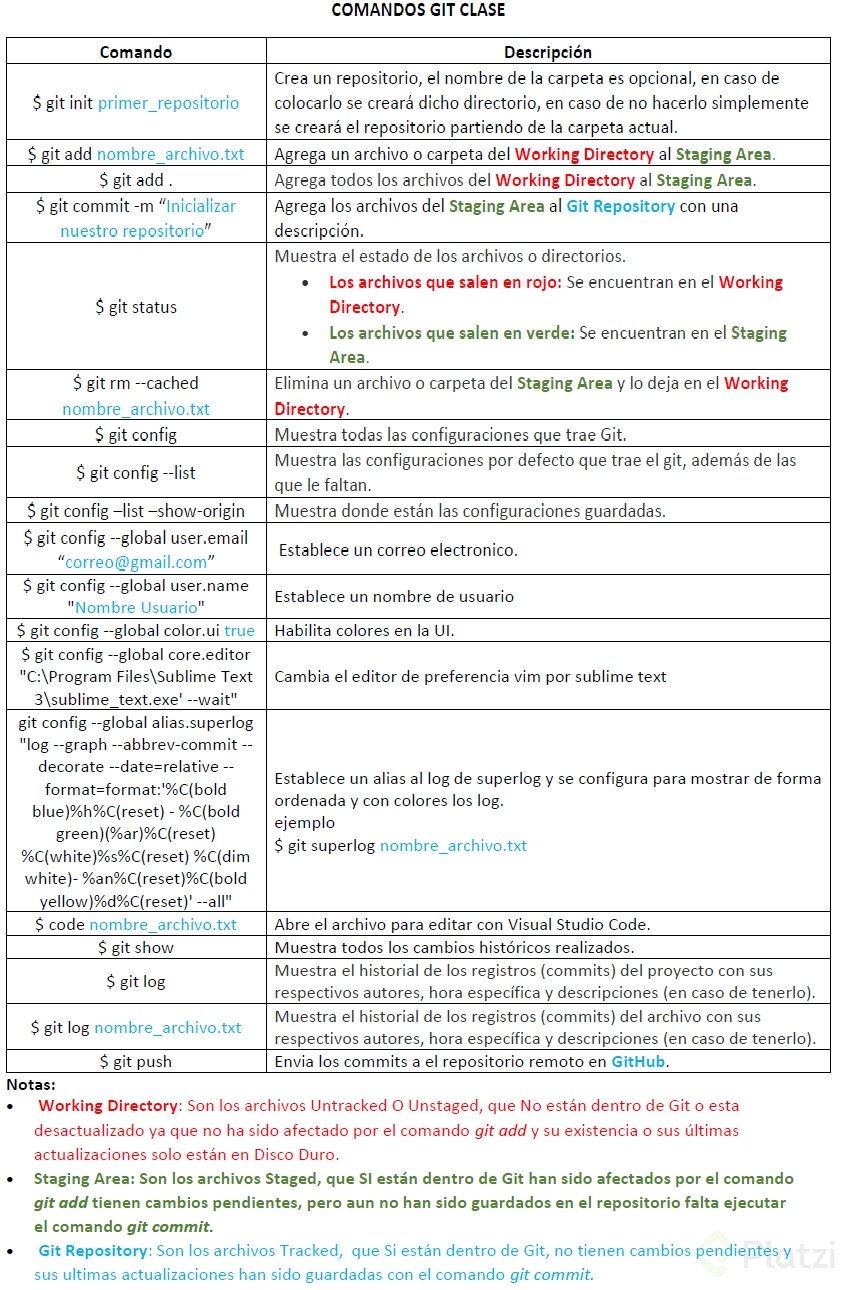 COMANDOS GIT CLASE
Comando
Descripción
$ git init primer_repositorio
Crea un repositorio, el nombre de la carpeta es opcional, en caso de
colocarlo se creará dicho directorio, en caso de no hacerlo simplemente
se creará el repositorio partiendo de la carpeta actual.
$ git add nombre_archivo.txt
Agrega un archivo o carpeta del Working Directory al Staging Area.
$ git add .
Agrega todos los archivos del Working Directory al Staging Area.
$ git commit -m “Inicializar
nuestro repositorio”
Agrega los archivos del Staging Area al Git Repository con una
descripción.
$ git status
Muestra el estado de los archivos o directorios.
• Los archivos que salen en rojo: Se encuentran en el Working
Directory.
• Los archivos que salen en verde: Se encuentran en el Staging
Area.
$ git rm --cached
nombre_archivo.txt
Elimina un archivo o carpeta del Staging Area y lo deja en el Working
Directory.
$ git config
Muestra todas las configuraciones que trae Git.
$ git config --list
Muestra las configuraciones por defecto que trae el git, además de las
que le faltan.
$ git config –list –show-origin
Muestra donde están las configuraciones guardadas.
$ git config --global user.email
“correo@gmail.com”
Establece un correo electronico.
$ git config --global user.name
"Nombre Usuario"
Establece un nombre de usuario
$ git config --global color.ui true
Habilita colores en la UI.
$ git config --global core.editor
"C:\Program Files\Sublime Text
3\sublime_text.exe' --wait"
Cambia el editor de preferencia vim por sublime text
git config --global alias.superlog
"log --graph --abbrev-commit --
decorate --date=relative --
format=format:'%C(bold
blue)%h%C(reset) - %C(bold
green)(%ar)%C(reset)
%C(white)%s%C(reset) %C(dim
white)- %an%C(reset)%C(bold
yellow)%d%C(reset)' --all"
Establece un alias al log de superlog y se configura para mostrar de forma
ordenada y con colores los log.
ejemplo
$ git superlog nombre_archivo.txt
$ code nombre_archivo.txt
Abre el archivo para editar con Visual Studio Code.
$ git show
Muestra todos los cambios históricos realizados.
$ git log
Muestra el historial de los registros (commits) del proyecto con sus
respectivos autores, hora específica y descripciones (en caso de tenerlo).
$ git log nombre_archivo.txt
Muestra el historial de los registros (commits) del archivo con sus
respectivos autores, hora específica y descripciones (en caso de tenerlo).
$ git push
Envia los commits a el repositorio remoto en GitHub.
Notas:
• Working Directory: Son los archivos Untracked O Unstaged, que No están dentro de Git o esta
desactualizado ya que no ha sido afectado por el comando git add y su existencia o sus últimas
actualizaciones solo están en Disco Duro.
• Staging Area: Son los archivos Staged, que SI están dentro de Git han sido afectados por el comando
git add tienen cambios pendientes, pero aun no han sido guardados en el repositorio falta ejecutar
el comando git commit.
• Git Repository: Son los archivos Tracked, que Si están dentro de Git, no tienen cambios pendientes y
sus ultimas actualizaciones han sido guardadas con el comando git commit.
Platzi